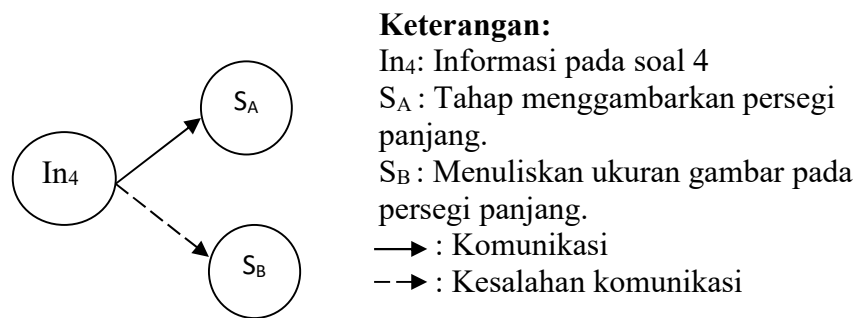 Keterangan:
In4: Informasi pada soal 4
SA : Tahap menggambarkan persegi
panjang.
SB : Menuliskan ukuran gambar pada
persegi panjang.
: Komunikasi
: Kesalahan komunikasi
SA
In4
SB